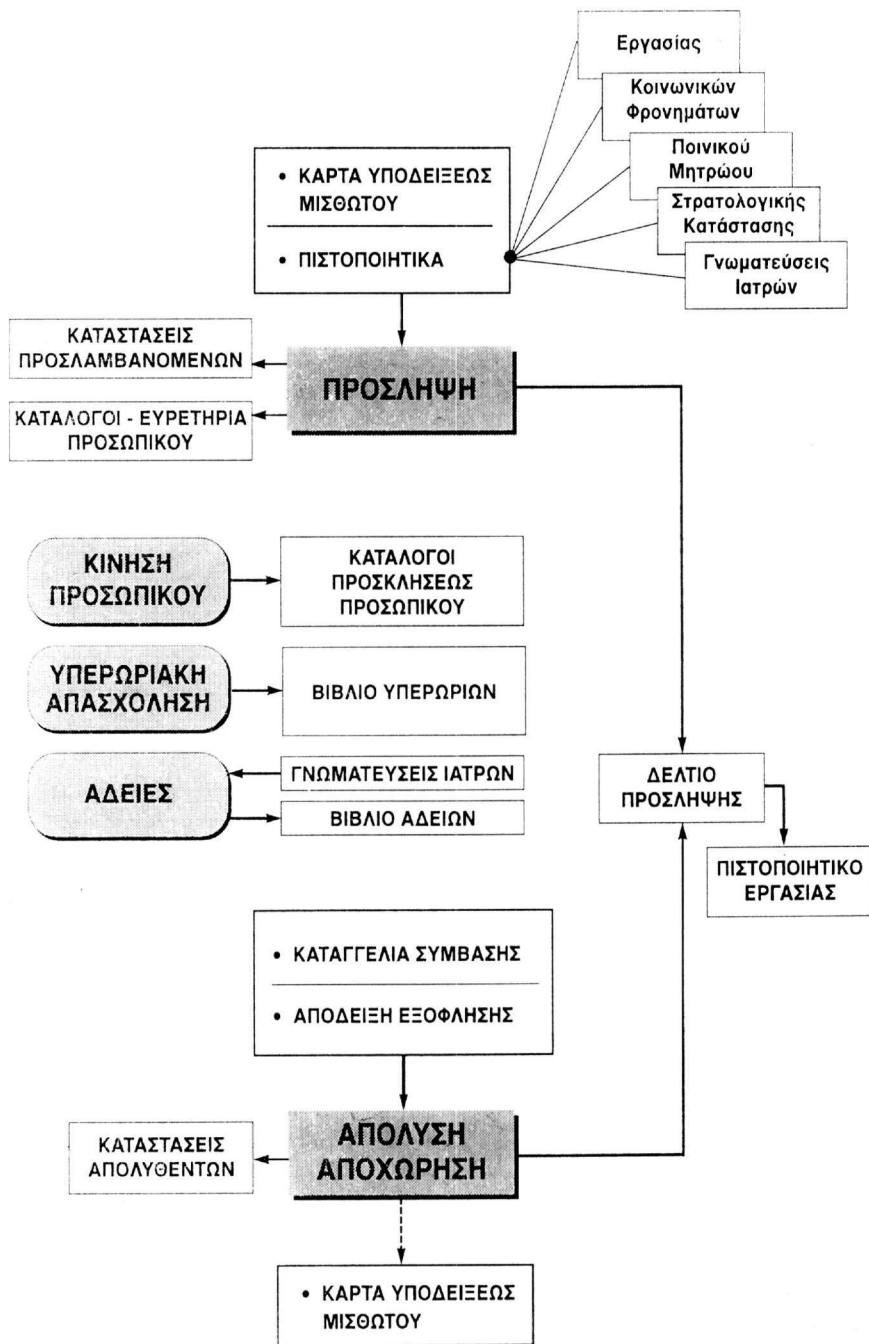 Εργασίας
Κοινωνικών
Φρονημάτων
Ποινικού
Μητρώου
Στρατολογικής
Κατάστασης
Γνωματεύσεις
Ιατρών
• ΚΑΡΤΑ ΥΠΟΔΕΙΞΕΩΣ
ΜΙΣΘΩΤΟΥ
• ΠΙΣΤΟΠΟΙΗΤΙΚΑ
ΚΑΤΑΣΤΑΣΕΙΣ
ΠΡΟΣΛΑΜΒΑΝΟΜΕΝΩΝ
ΠΡΟΣΛΗΨΗ
ΚΑΤΑΛΟΓΟΙ - ΕΥΡΕΤΗΡΙΑ
ΠΡΟΣΩΠΙΚΟΥ
ΚΙΝΗΣΗ
ΠΡΟΣΩΠΙΚΟΥ
ΚΑΤΑΛΟΓΟΙ
ΠΡΟΣΚΛΗΣΕΩΣ
ΠΡΟΣΩΠΙΚΟΥ
ΥΠΕΡΩΡΙΑΚΗ
ΑΠΑΣΧΟΛΗΣΗ
ΒΙΒΛΙΟ ΥΠΕΡΩΡΙΩΝ
ΑΔΕΙΕΣ
ΓΝΩΜΑΤΕΥΣΕΙΣ ΙΑΤΡΩΝ
ΒΙΒΛΙΟ ΑΔΕΙΩΝ
ΔΕΛΤΙΟ
ΠΡΟΣΛΗΨΗΣ
ΠΙΣΤΟΠΟΙΗΤΙΚΟ
ΕΡΓΑΣΙΑΣ
• ΚΑΤΑΓΓΕΛΙΑ ΣΥΜΒΑΣΗΣ
• ΑΠΟΔΕΙΞΗ ΕΞΟΦΛΗΣΗΣ
ΚΑΤΑΣΤΑΣΕΙΣ
ΑΠΟΛΥΘΕΝΤΩΝ
ΑΠΟΛΥΣΗ
ΑΠΟΧΩΡΗΣΗ
• ΚΑΡΤΑ ΥΠΟΔΕΙΞΕΩΣ
ΜΙΣΘΩΤΟΥ